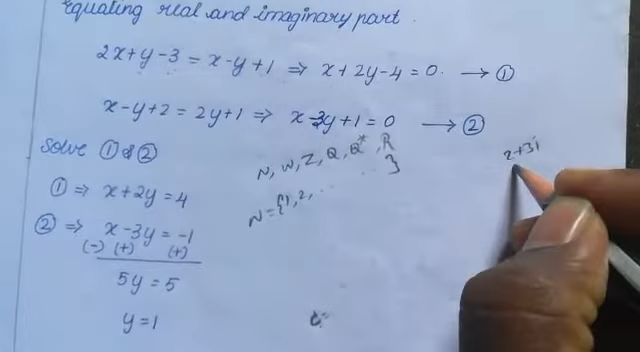 Equating real and imaginary part.
2x+y-3 = x-y+1 ⇒ x+2y-4=0. → ①
x-y+2 = 2y+1 ⇒ x-3y+1=0 → ②
Solve ① & ②
N, W, Z, Q, Q*, R
N = {1, 2, ... }
2+3i
① ⇒ x+2y=4
② ⇒ x-3y=-1
(-) (+) (+)
5y=5
y=1